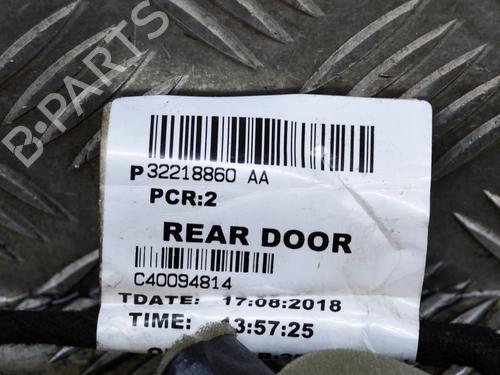 B-PARTS
P32218860 AA
PCR:2
REAR DOOR
C40094814
TDATE: 17:08:2018
TIME: 13:57:25